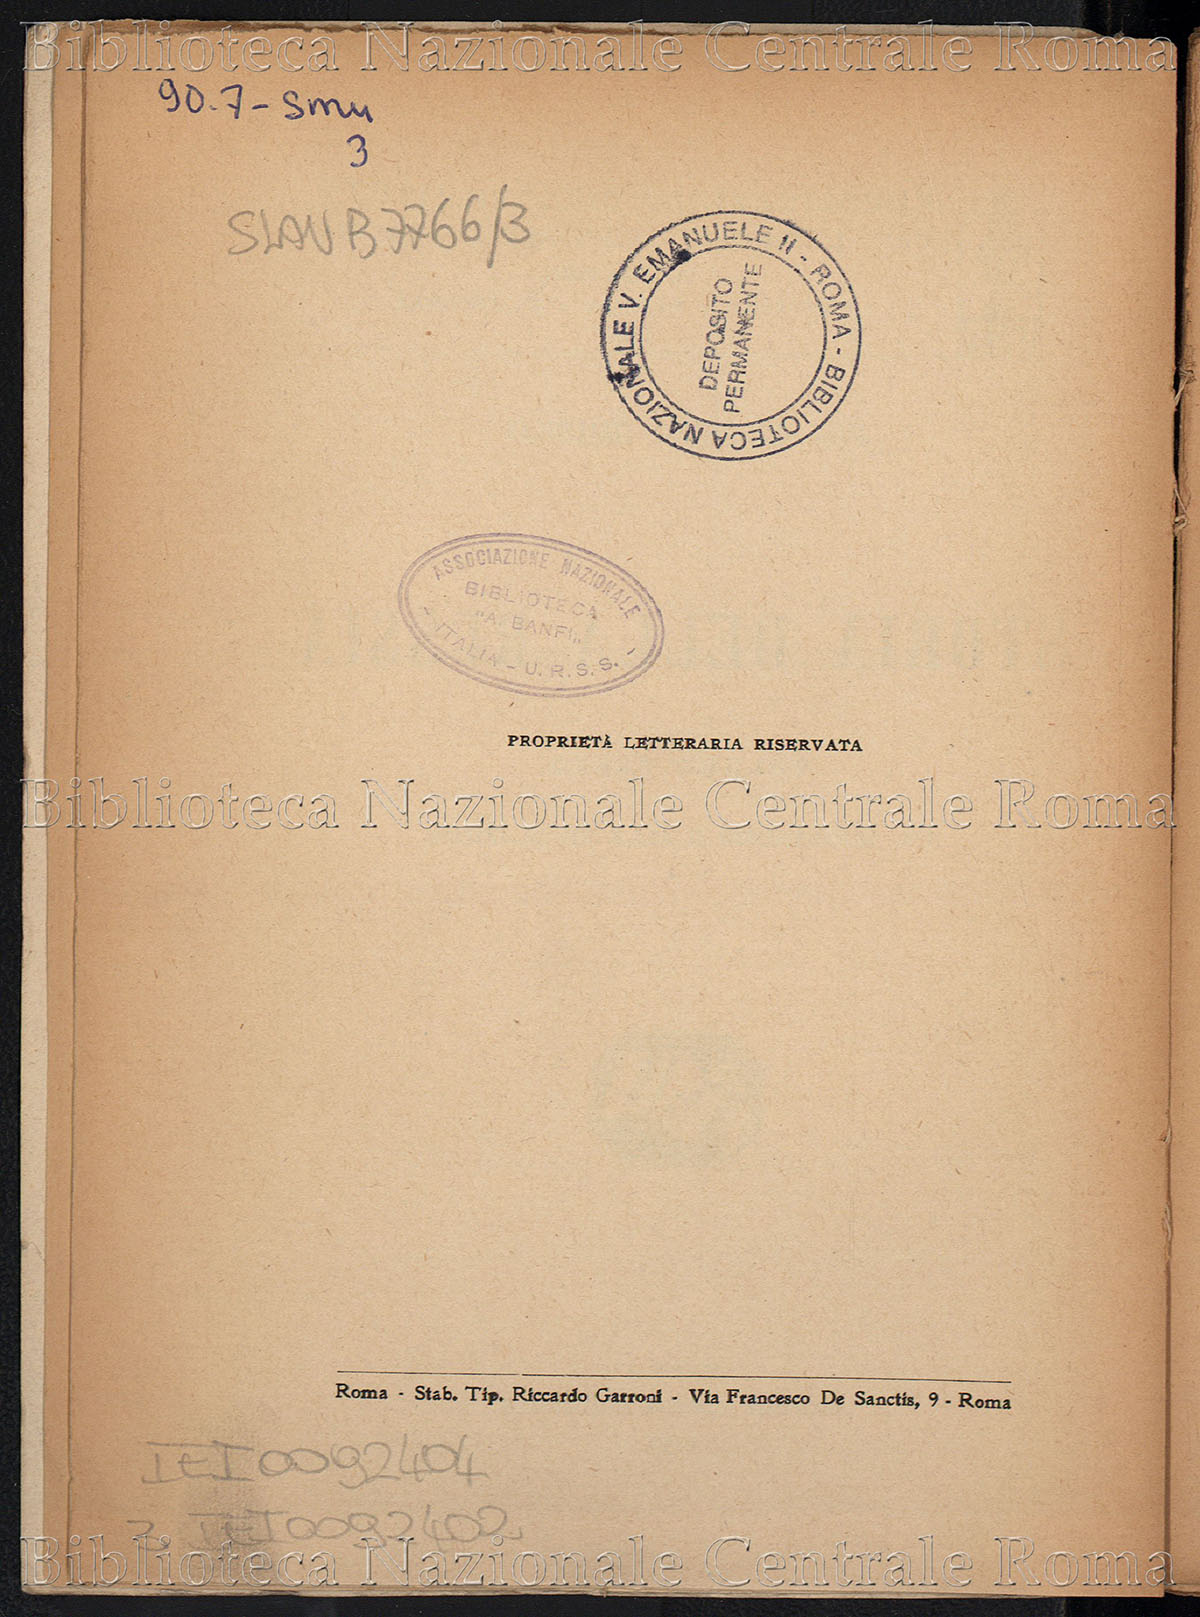 Biblioteca Nazionale Centrale Roma
90.7 - smu
3
SLAV B 7766/3
BIBLIOTECA NAZIONALE V. EMANUELE II - ROMA -
DEPOSITO
PERMANENTE
ASSOCIAZIONE NAZIONALE
BIBLIOTECA
"A. BANFI"
- ITALIA - U.R.S.S. -
PROPRIETÀ LETTERARIA RISERVATA
Biblioteca Nazionale Centrale Roma
Roma - Stab. Tip. Riccardo Garroni - Via Francesco De Sanctis, 9 - Roma
IEI0092404
2 IEI0092402
Biblioteca Nazionale Centrale Roma